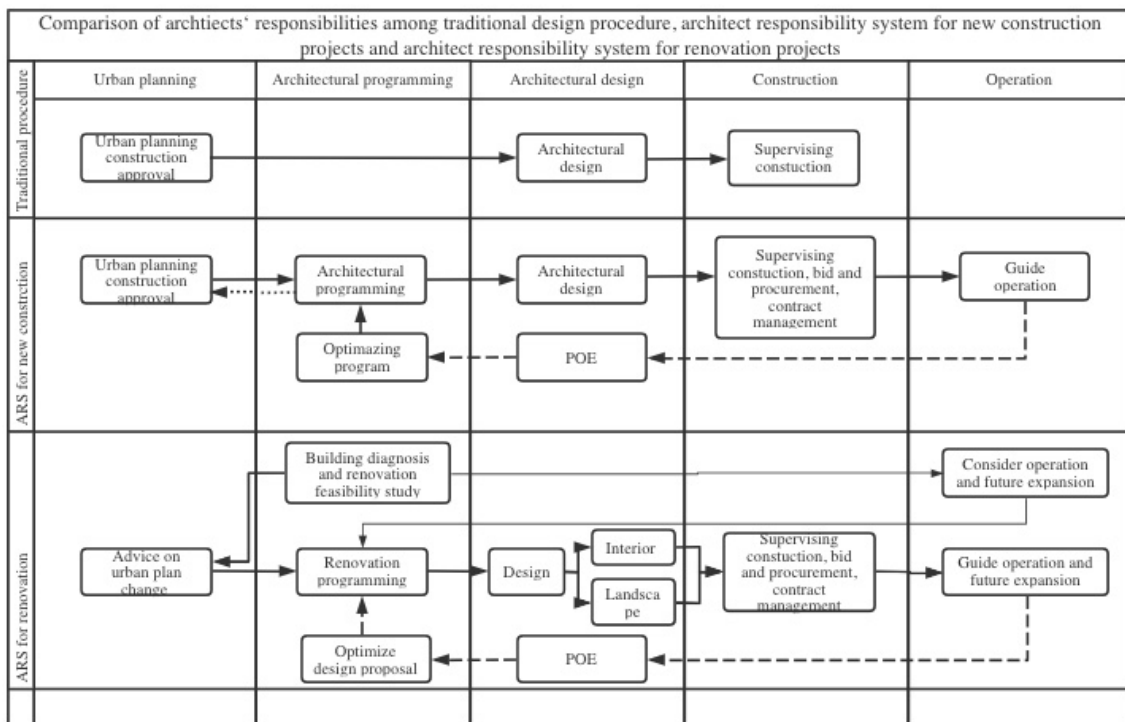 Comparison of archtiects‘ responsibilities among traditional design procedure, architect responsibility system for new construction
projects and architect responsibility system for renovation projects
Urban planning
Architectural programming
Architectural design
Construction
Operation
Traditional procedure
Urban planning
construction
approval
Architectural
design
Supervising
constuction
ARS for new constrction
Urban planning
construction
approval
Architectural
programming
Architectural
design
Supervising
constuction, bid and
procurement,
contract
management
Guide
operation
Optimazing
program
POE
ARS for renovation
Building diagnosis
and renovation
feasibility study
Consider operation
and future expansion
Advice on
urban plan
change
Renovation
programming
Design
Interior
Landsca
pe
Supervising
constuction, bid
and procurement,
contract
management
Guide operation and
future expansion
Optimize
design proposal
POE